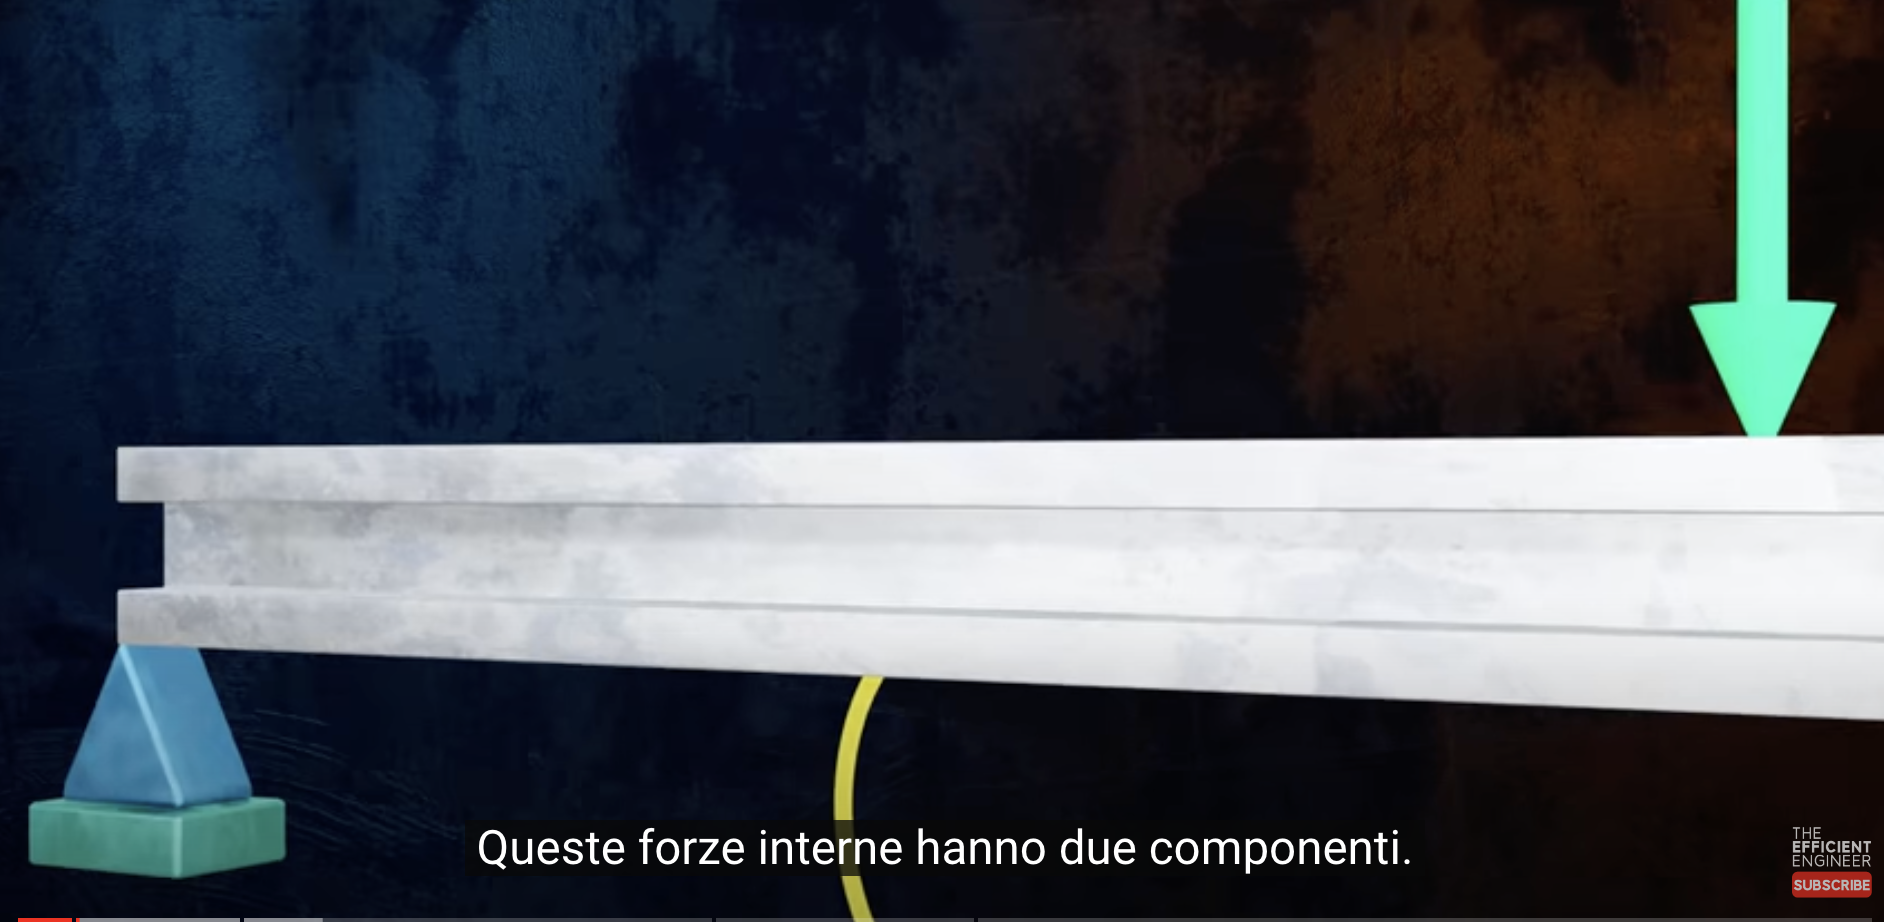 Queste forze interne hanno due componenti.
THE
EFFICIENT
ENGINEER
SUBSCRIBE